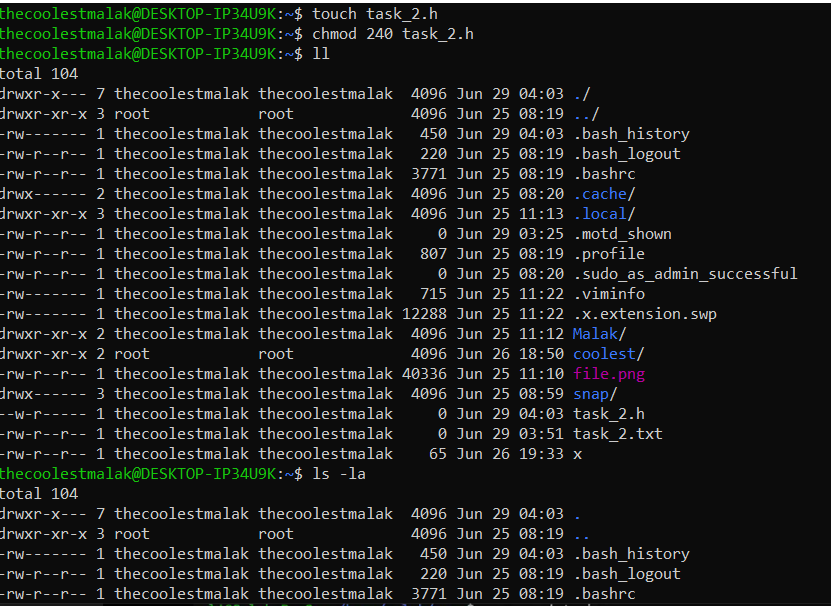 thecoolestmalak@DESKTOP-IP34U9K:~$ touch task_2.h
thecoolestmalak@DESKTOP-IP34U9K:~$ chmod 240 task_2.h
thecoolestmalak@DESKTOP-IP34U9K:~$ ll
total 104
drwxr-x--- 7 thecoolestmalak thecoolestmalak  4096 Jun 29 04:03 ./
drwxr-xr-x 3 root            root             4096 Jun 25 08:19 ../
-rw------- 1 thecoolestmalak thecoolestmalak   450 Jun 29 04:03 .bash_history
-rw-r--r-- 1 thecoolestmalak thecoolestmalak   220 Jun 25 08:19 .bash_logout
-rw-r--r-- 1 thecoolestmalak thecoolestmalak  3771 Jun 25 08:19 .bashrc
drwx------ 2 thecoolestmalak thecoolestmalak  4096 Jun 25 08:20 .cache/
drwxr-xr-x 3 thecoolestmalak thecoolestmalak  4096 Jun 25 11:13 .local/
-rw-r--r-- 1 thecoolestmalak thecoolestmalak     0 Jun 29 03:25 .motd_shown
-rw-r--r-- 1 thecoolestmalak thecoolestmalak   807 Jun 25 08:19 .profile
-rw-r--r-- 1 thecoolestmalak thecoolestmalak     0 Jun 25 08:20 .sudo_as_admin_successful
-rw------- 1 thecoolestmalak thecoolestmalak   715 Jun 25 11:22 .viminfo
-rw------- 1 thecoolestmalak thecoolestmalak 12288 Jun 25 11:22 .x.extension.swp
drwxr-xr-x 2 thecoolestmalak thecoolestmalak  4096 Jun 25 11:12 Malak/
drwxr-xr-x 2 root            root             4096 Jun 26 18:50 coolest/
-rw-r--r-- 1 thecoolestmalak thecoolestmalak 40336 Jun 25 11:10 file.png
drwx------ 3 thecoolestmalak thecoolestmalak  4096 Jun 25 08:59 snap/
--w-r----- 1 thecoolestmalak thecoolestmalak     0 Jun 29 04:03 task_2.h
-rw-r--r-- 1 thecoolestmalak thecoolestmalak     0 Jun 29 03:51 task_2.txt
-rw-r--r-- 1 thecoolestmalak thecoolestmalak    65 Jun 26 19:33 x
thecoolestmalak@DESKTOP-IP34U9K:~$ ls -la
total 104
drwxr-x--- 7 thecoolestmalak thecoolestmalak  4096 Jun 29 04:03 .
drwxr-xr-x 3 root            root             4096 Jun 25 08:19 ..
-rw------- 1 thecoolestmalak thecoolestmalak   450 Jun 29 04:03 .bash_history
-rw-r--r-- 1 thecoolestmalak thecoolestmalak   220 Jun 25 08:19 .bash_logout
-rw-r--r-- 1 thecoolestmalak thecoolestmalak  3771 Jun 25 08:19 .bashrc